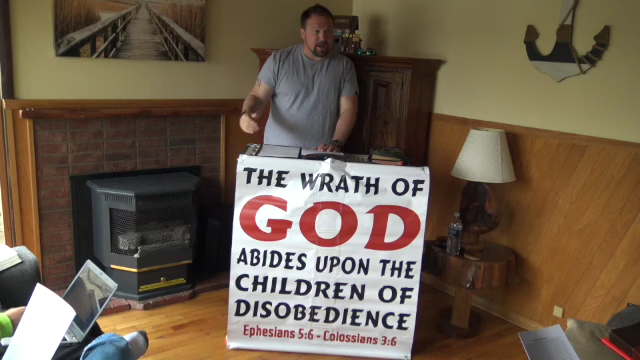 THE WRATH OF
GOD
ABIDES UPON THE
CHILDREN OF
DISOBEDIENCE
Ephesians 5:6 - Colossians 3:6